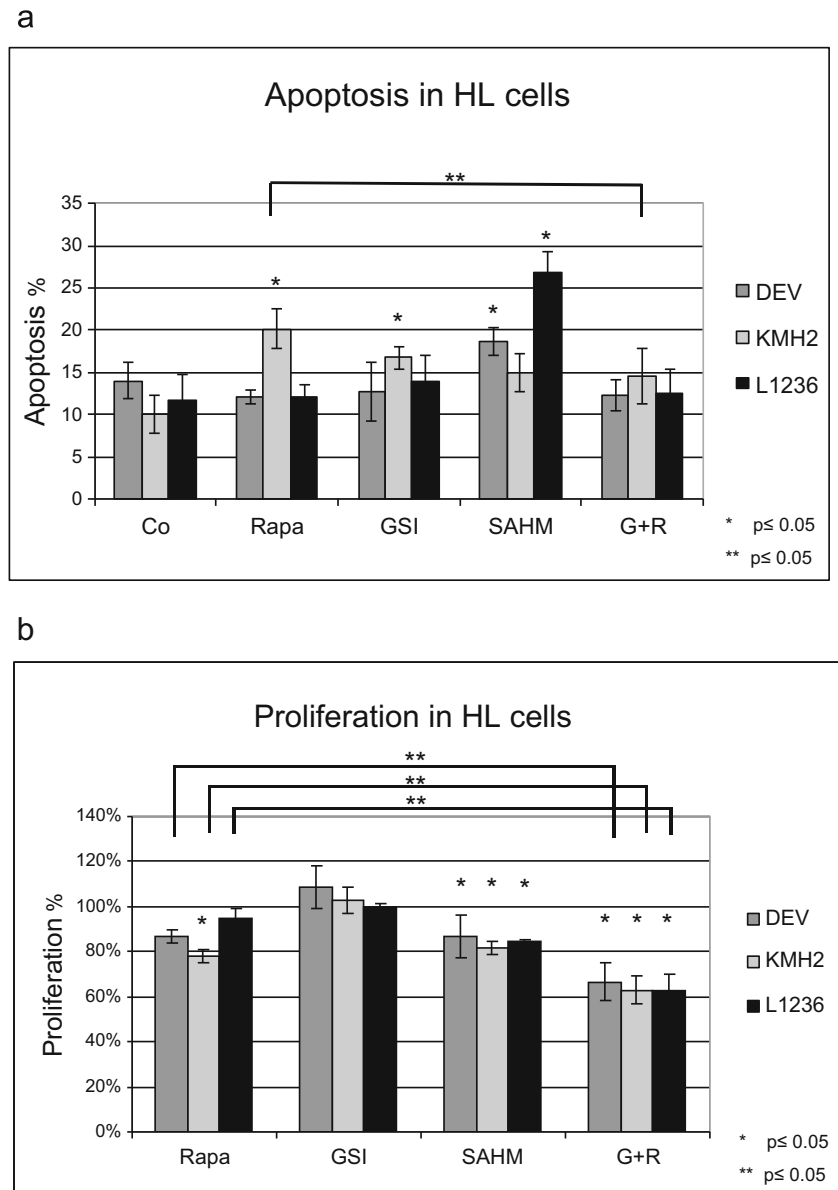 a
Apoptosis in HL cells
**
35
30
25
20
15
10
5
0
Apoptosis %
*
*
*
*
Co Rapa GSI SAHM G+R
DEV
KMH2
L1236
* p≤ 0.05
** p≤ 0.05
b
Proliferation in HL cells
**
**
**
140%
120%
100%
80%
60%
40%
20%
0%
Proliferation %
*
* * *
* * *
Rapa GSI SAHM G+R
DEV
KMH2
L1236
* p≤ 0.05
** p≤ 0.05